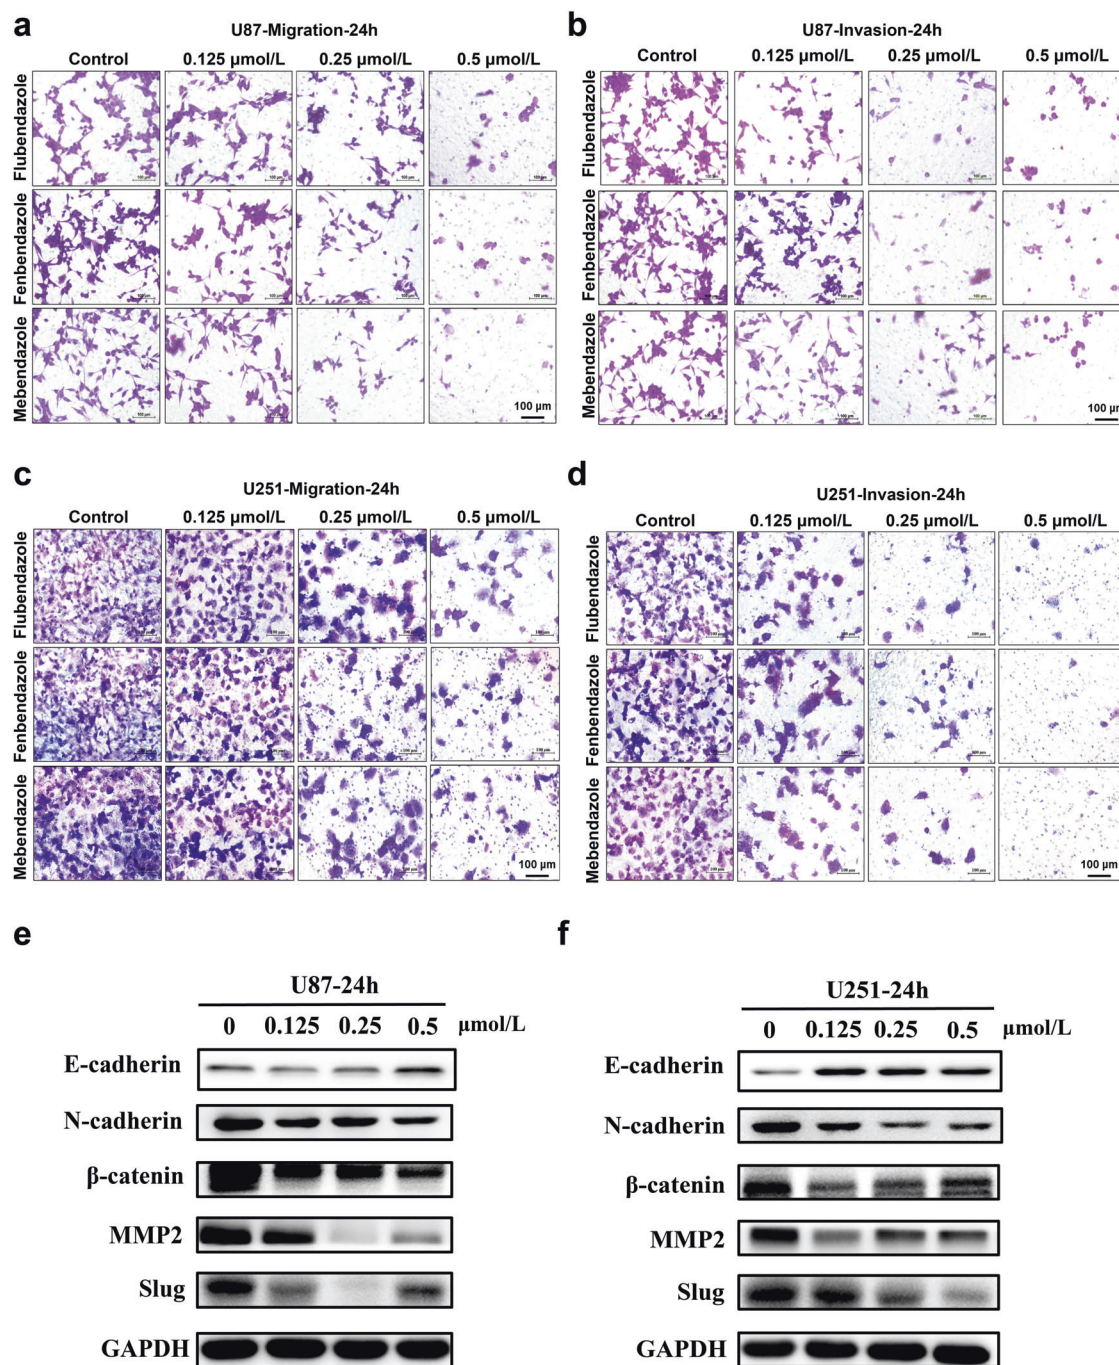 a
U87-Migration-24h
Control 0.125 μmol/L 0.25 μmol/L 0.5 μmol/L
Flubendazole
Fenbendazole
Mebendazole
100 μm
b
U87-Invasion-24h
Control 0.125 μmol/L 0.25 μmol/L 0.5 μmol/L
Flubendazole
Fenbendazole
Mebendazole
100 μm
c
U251-Migration-24h
Control 0.125 μmol/L 0.25 μmol/L 0.5 μmol/L
Flubendazole
Fenbendazole
Mebendazole
100 μm
d
U251-Invasion-24h
Control 0.125 μmol/L 0.25 μmol/L 0.5 μmol/L
Flubendazole
Fenbendazole
Mebendazole
100 μm
e
U87-24h
0 0.125 0.25 0.5 μmol/L
E-cadherin
N-cadherin
β-catenin
MMP2
Slug
GAPDH
f
U251-24h
0 0.125 0.25 0.5 μmol/L
E-cadherin
N-cadherin
β-catenin
MMP2
Slug
GAPDH